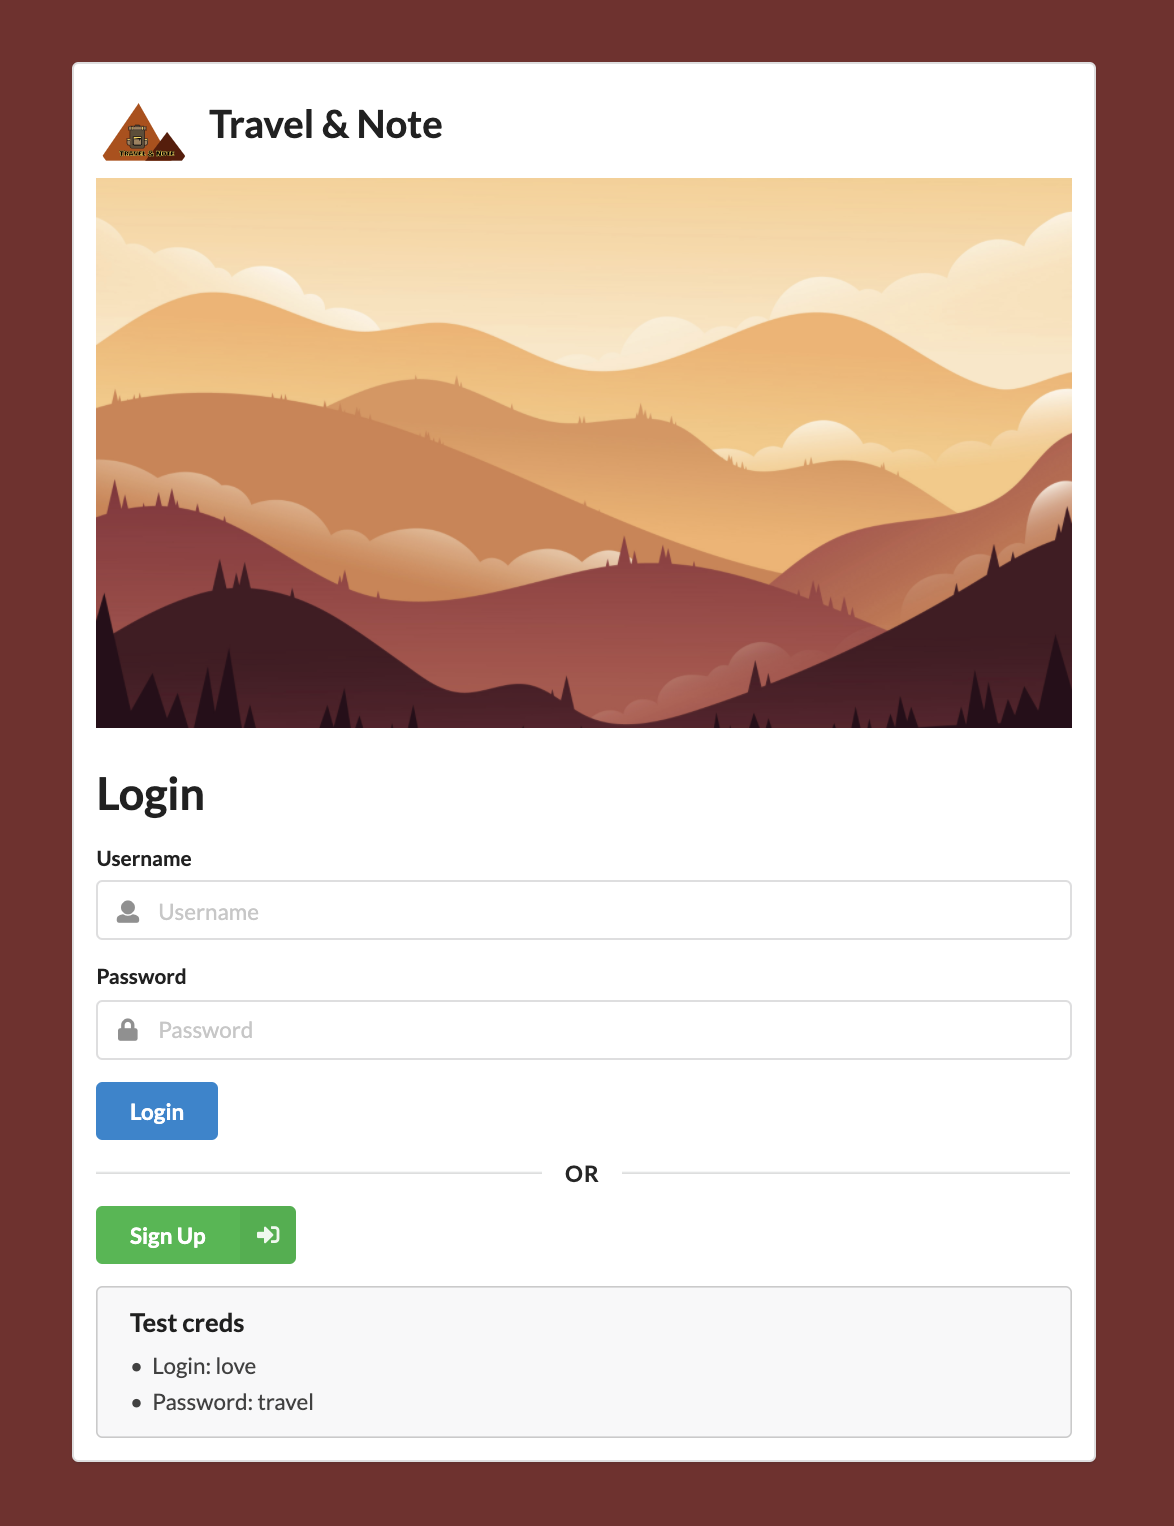 Travel & Note
TRAVEL & NOTE
Login
Username
Username
Password
Password
Login
OR
Sign Up
Test creds
• Login: love
• Password: travel